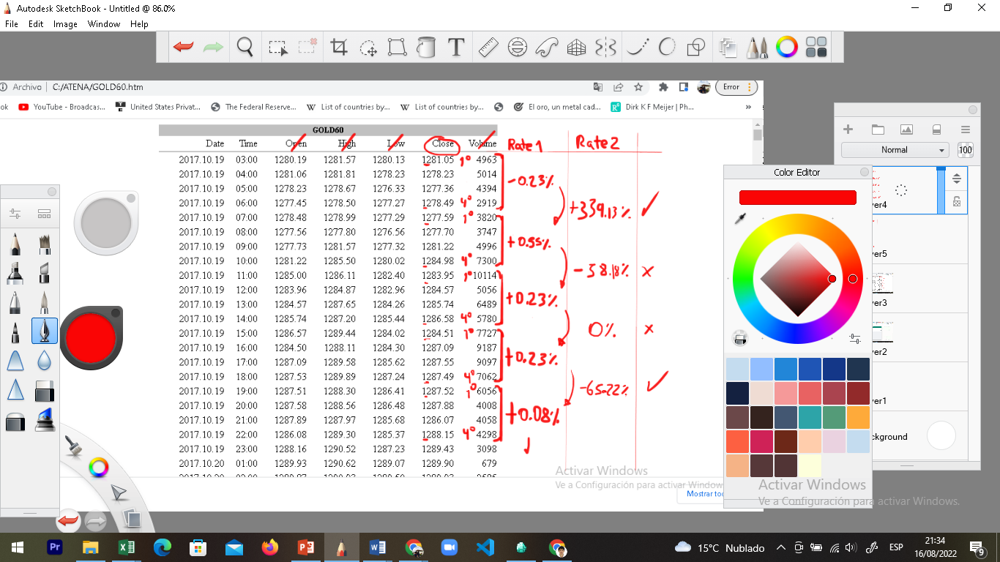 Autodesk SketchBook - Untitled @ 86.0%
File Edit Image Window Help
T
Archivo C:/ATENA/GOLD60.htm Error
ok YouTube - Broadcas... United States Privat... The Federal Reserve... List of countries by... List of countries by... El oro, un metal cad... Dirk K F Meijer | Ph... »
GOLD60
Date Time Open High Low Close Volume Rate 1 Rate 2
2017.10.19 03:00 1280.19 1281.57 1280.13 1281.05 1º 4963
2017.10.19 04:00 1281.06 1281.81 1278.23 1278.23 5014
-0.23%
2017.10.19 05:00 1278.23 1278.67 1276.33 1277.36 4394
2017.10.19 06:00 1277.45 1278.50 1277.27 1278.49 4º 2919
+339.13% ✓
2017.10.19 07:00 1278.48 1278.99 1277.29 1277.59 1º 3820
2017.10.19 08:00 1277.56 1277.80 1276.56 1277.70 3747
+0.55%
2017.10.19 09:00 1277.73 1281.57 1277.32 1281.22 4996
2017.10.19 10:00 1281.22 1285.50 1280.02 1284.98 4º 7300
-58.18% x
2017.10.19 11:00 1285.00 1286.11 1282.40 1283.95 1º 10114
2017.10.19 12:00 1283.96 1284.87 1282.96 1284.57 5056
+0.23%
2017.10.19 13:00 1284.57 1287.65 1284.26 1285.74 6489
2017.10.19 14:00 1285.74 1287.20 1285.44 1286.58 4º 5780
0% x
2017.10.19 15:00 1286.57 1289.44 1284.02 1284.51 1º 7727
2017.10.19 16:00 1284.50 1288.11 1284.30 1287.09 9187
+0.23%
2017.10.19 17:00 1287.09 1289.58 1285.62 1287.55 9097
2017.10.19 18:00 1287.53 1289.89 1287.24 1287.49 4º 7062
-65.22% ✓
2017.10.19 19:00 1287.51 1288.30 1286.41 1287.52 1º 6056
2017.10.19 20:00 1287.58 1288.56 1286.48 1287.88 4008
+0.08%
2017.10.19 21:00 1287.89 1287.97 1285.68 1286.07 4058
2017.10.19 22:00 1286.08 1289.30 1285.37 1288.15 4º 4298
2017.10.19 23:00 1288.16 1290.52 1287.23 1289.43 3098
2017.10.20 01:00 1289.93 1290.62 1289.07 1289.90 679
Activar Windows
Ve a Configuración para activar Window
Mostrar to
Color Editor
Normal 100
ver4
ver5
ver3
ver2
ver1
ckground
Activar Windows
Ve a Configuración para activar Windows.
Pr
15°C Nublado ESP 21:34
16/08/2022 9